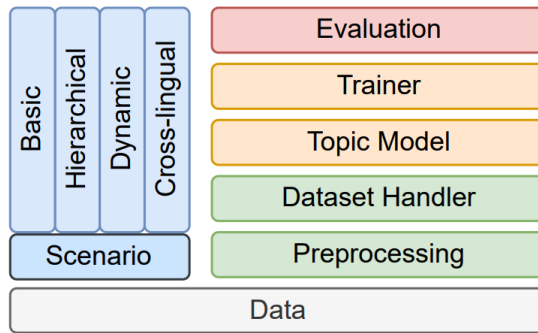 Basic
Hierarchical
Dynamic
Cross-lingual
Scenario
Evaluation
Trainer
Topic Model
Dataset Handler
Preprocessing
Data